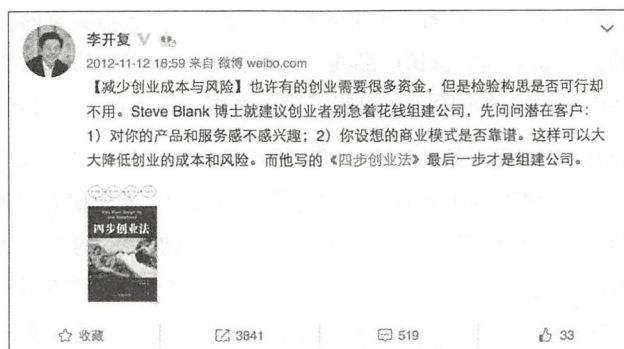 李开复
2012-11-12 16:59 来自 微博 weibo.com
【减少创业成本与风险】也许有的创业需要很多资金，但是检验构思是否可行却
不用。Steve Blank 博士就建议创业者别急着花钱组建公司，先问问潜在客户：
1）对你的产品和服务感不感兴趣；2）你设想的商业模式是否靠谱。这样可以大
大降低创业的成本和风险。而他写的《四步创业法》最后一步才是组建公司。
四步创业法
收藏
3841
519
33